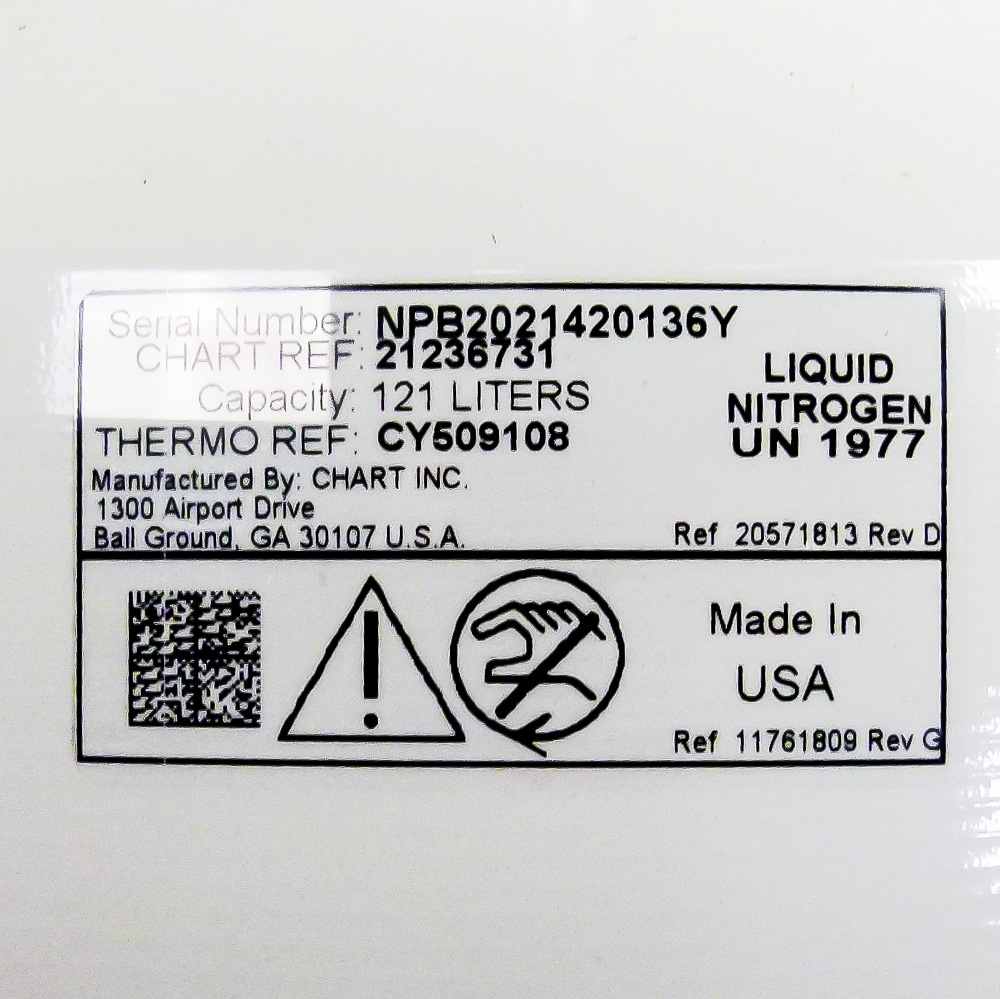 Serial Number: NPB2021420136Y
CHART REF: 21236731
Capacity: 121 LITERS
THERMO REF: CY509108
LIQUID
NITROGEN
UN 1977
Manufactured By: CHART INC.
1300 Airport Drive
Ball Ground, GA 30107 U.S.A.
Ref 20571813 Rev D
Made In
USA
Ref 11761809 Rev G